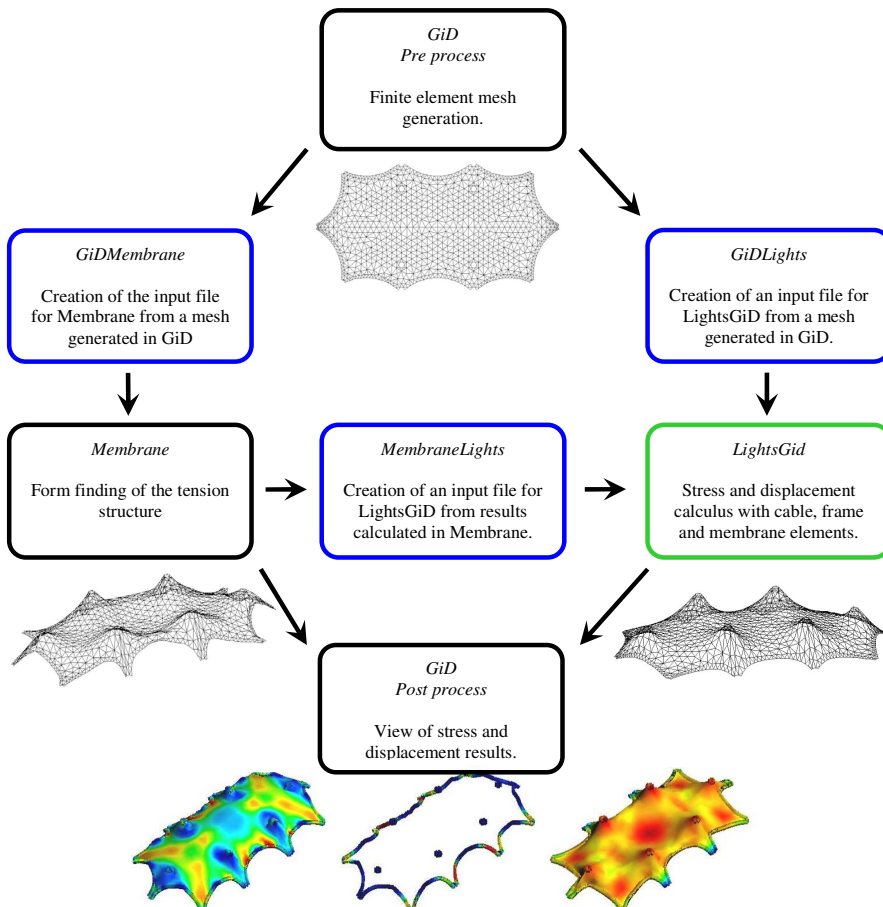 GiD
Pre process
Finite element mesh
generation.
GiDMembrane
Creation of the input file
for Membrane from a mesh
generated in GiD
GiDLights
Creation of an input file for
LightsGiD from a mesh
generated in GiD.
Membrane
Form finding of the tension
structure
MembraneLights
Creation of an input file for
LightsGiD from results
calculated in Membrane.
LightsGid
Stress and displacement
calculus with cable, frame
and membrane elements.
GiD
Post process
View of stress and
displacement results.